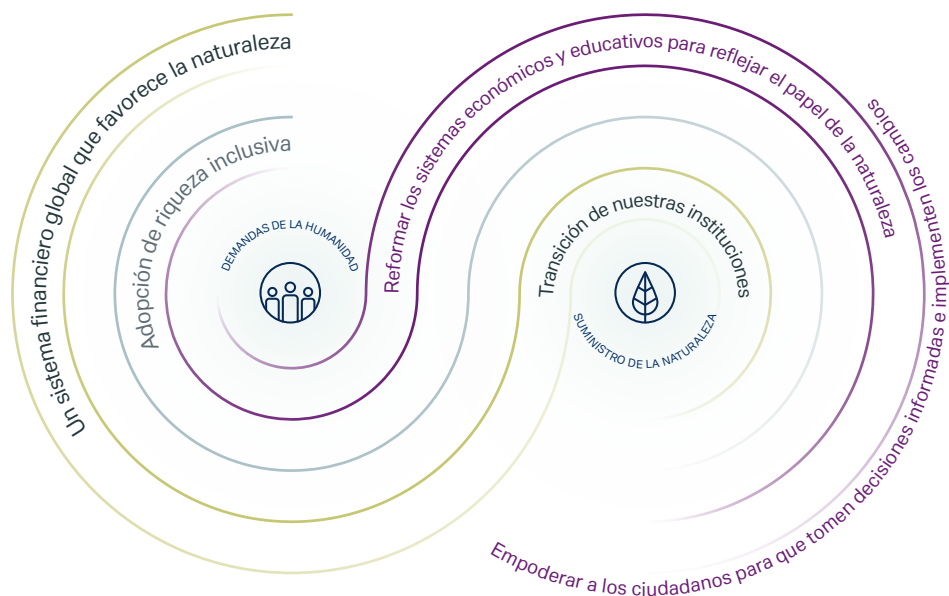 Un sistema financiero global que favorece la naturaleza
Adopción de riqueza inclusiva
DEMANDAS DE LA HUMANIDAD
Reformar los sistemas económicos y educativos para reflejar el papel de la naturaleza
Transición de nuestras instituciones
SUMINISTRO DE LA NATURALEZA
Empoderar a los ciudadanos para que tomen decisiones informadas e implementen los cambios